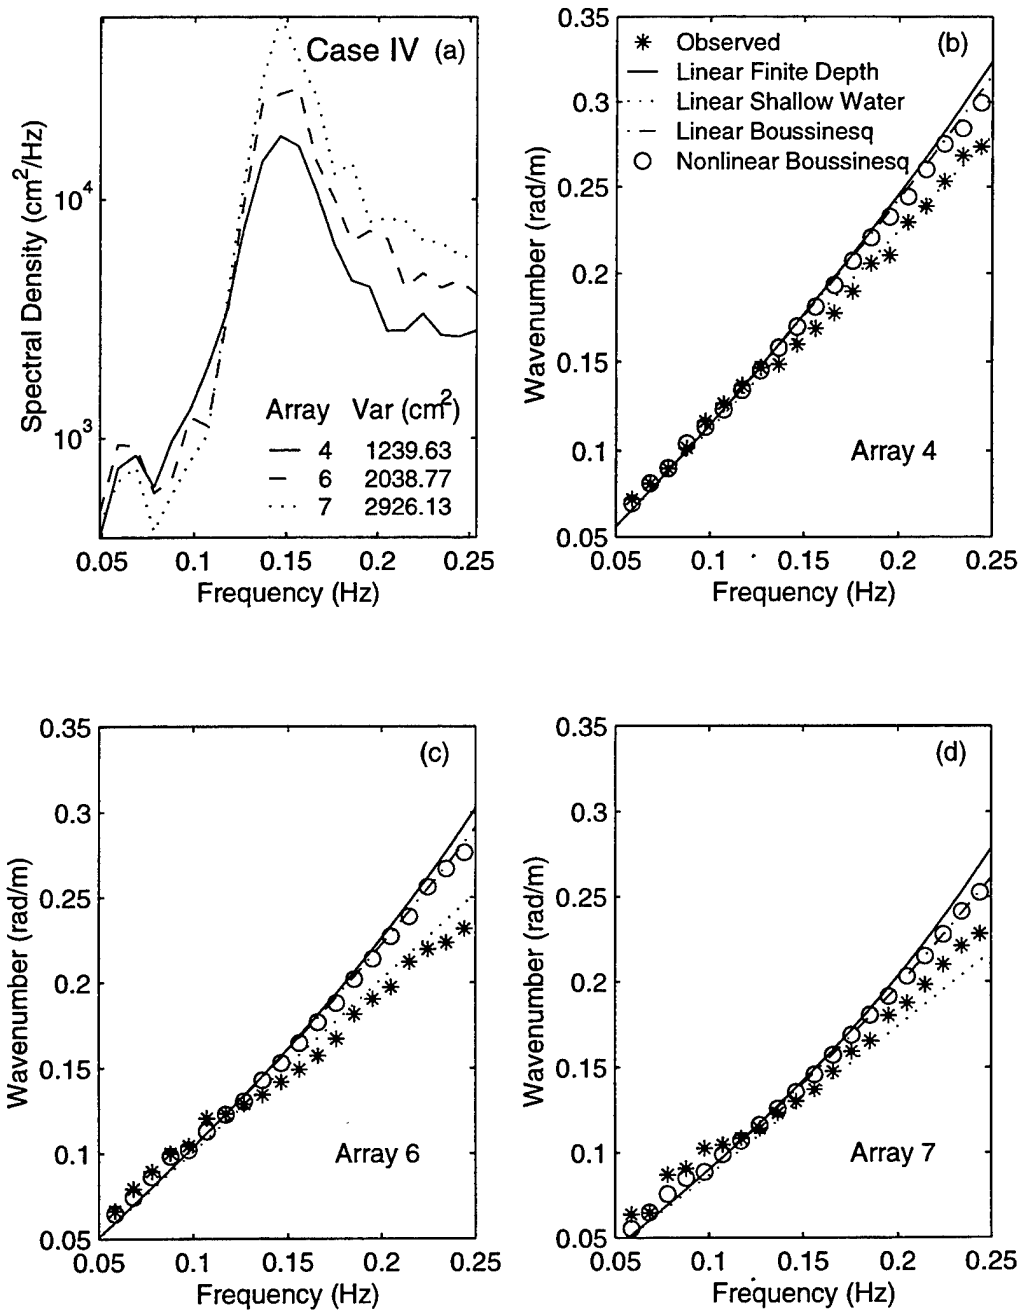 Case IV (a)
Spectral Density (cm²/Hz)
10⁴
10³
Array Var (cm²)
4 1239.63
6 2038.77
7 2926.13
0.05 0.1 0.15 0.2 0.25
Frequency (Hz)
(b)
Observed
Linear Finite Depth
Linear Shallow Water
Linear Boussinesq
Nonlinear Boussinesq
Wavenumber (rad/m)
0.35
0.3
0.25
0.2
0.15
0.1
0.05
Array 4
0.05 0.1 0.15 0.2 0.25
Frequency (Hz)
(c)
Wavenumber (rad/m)
0.35
0.3
0.25
0.2
0.15
0.1
0.05
Array 6
0.05 0.1 0.15 0.2 0.25
Frequency (Hz)
(d)
Wavenumber (rad/m)
0.35
0.3
0.25
0.2
0.15
0.1
0.05
Array 7
0.05 0.1 0.15 0.2 0.25
Frequency (Hz)